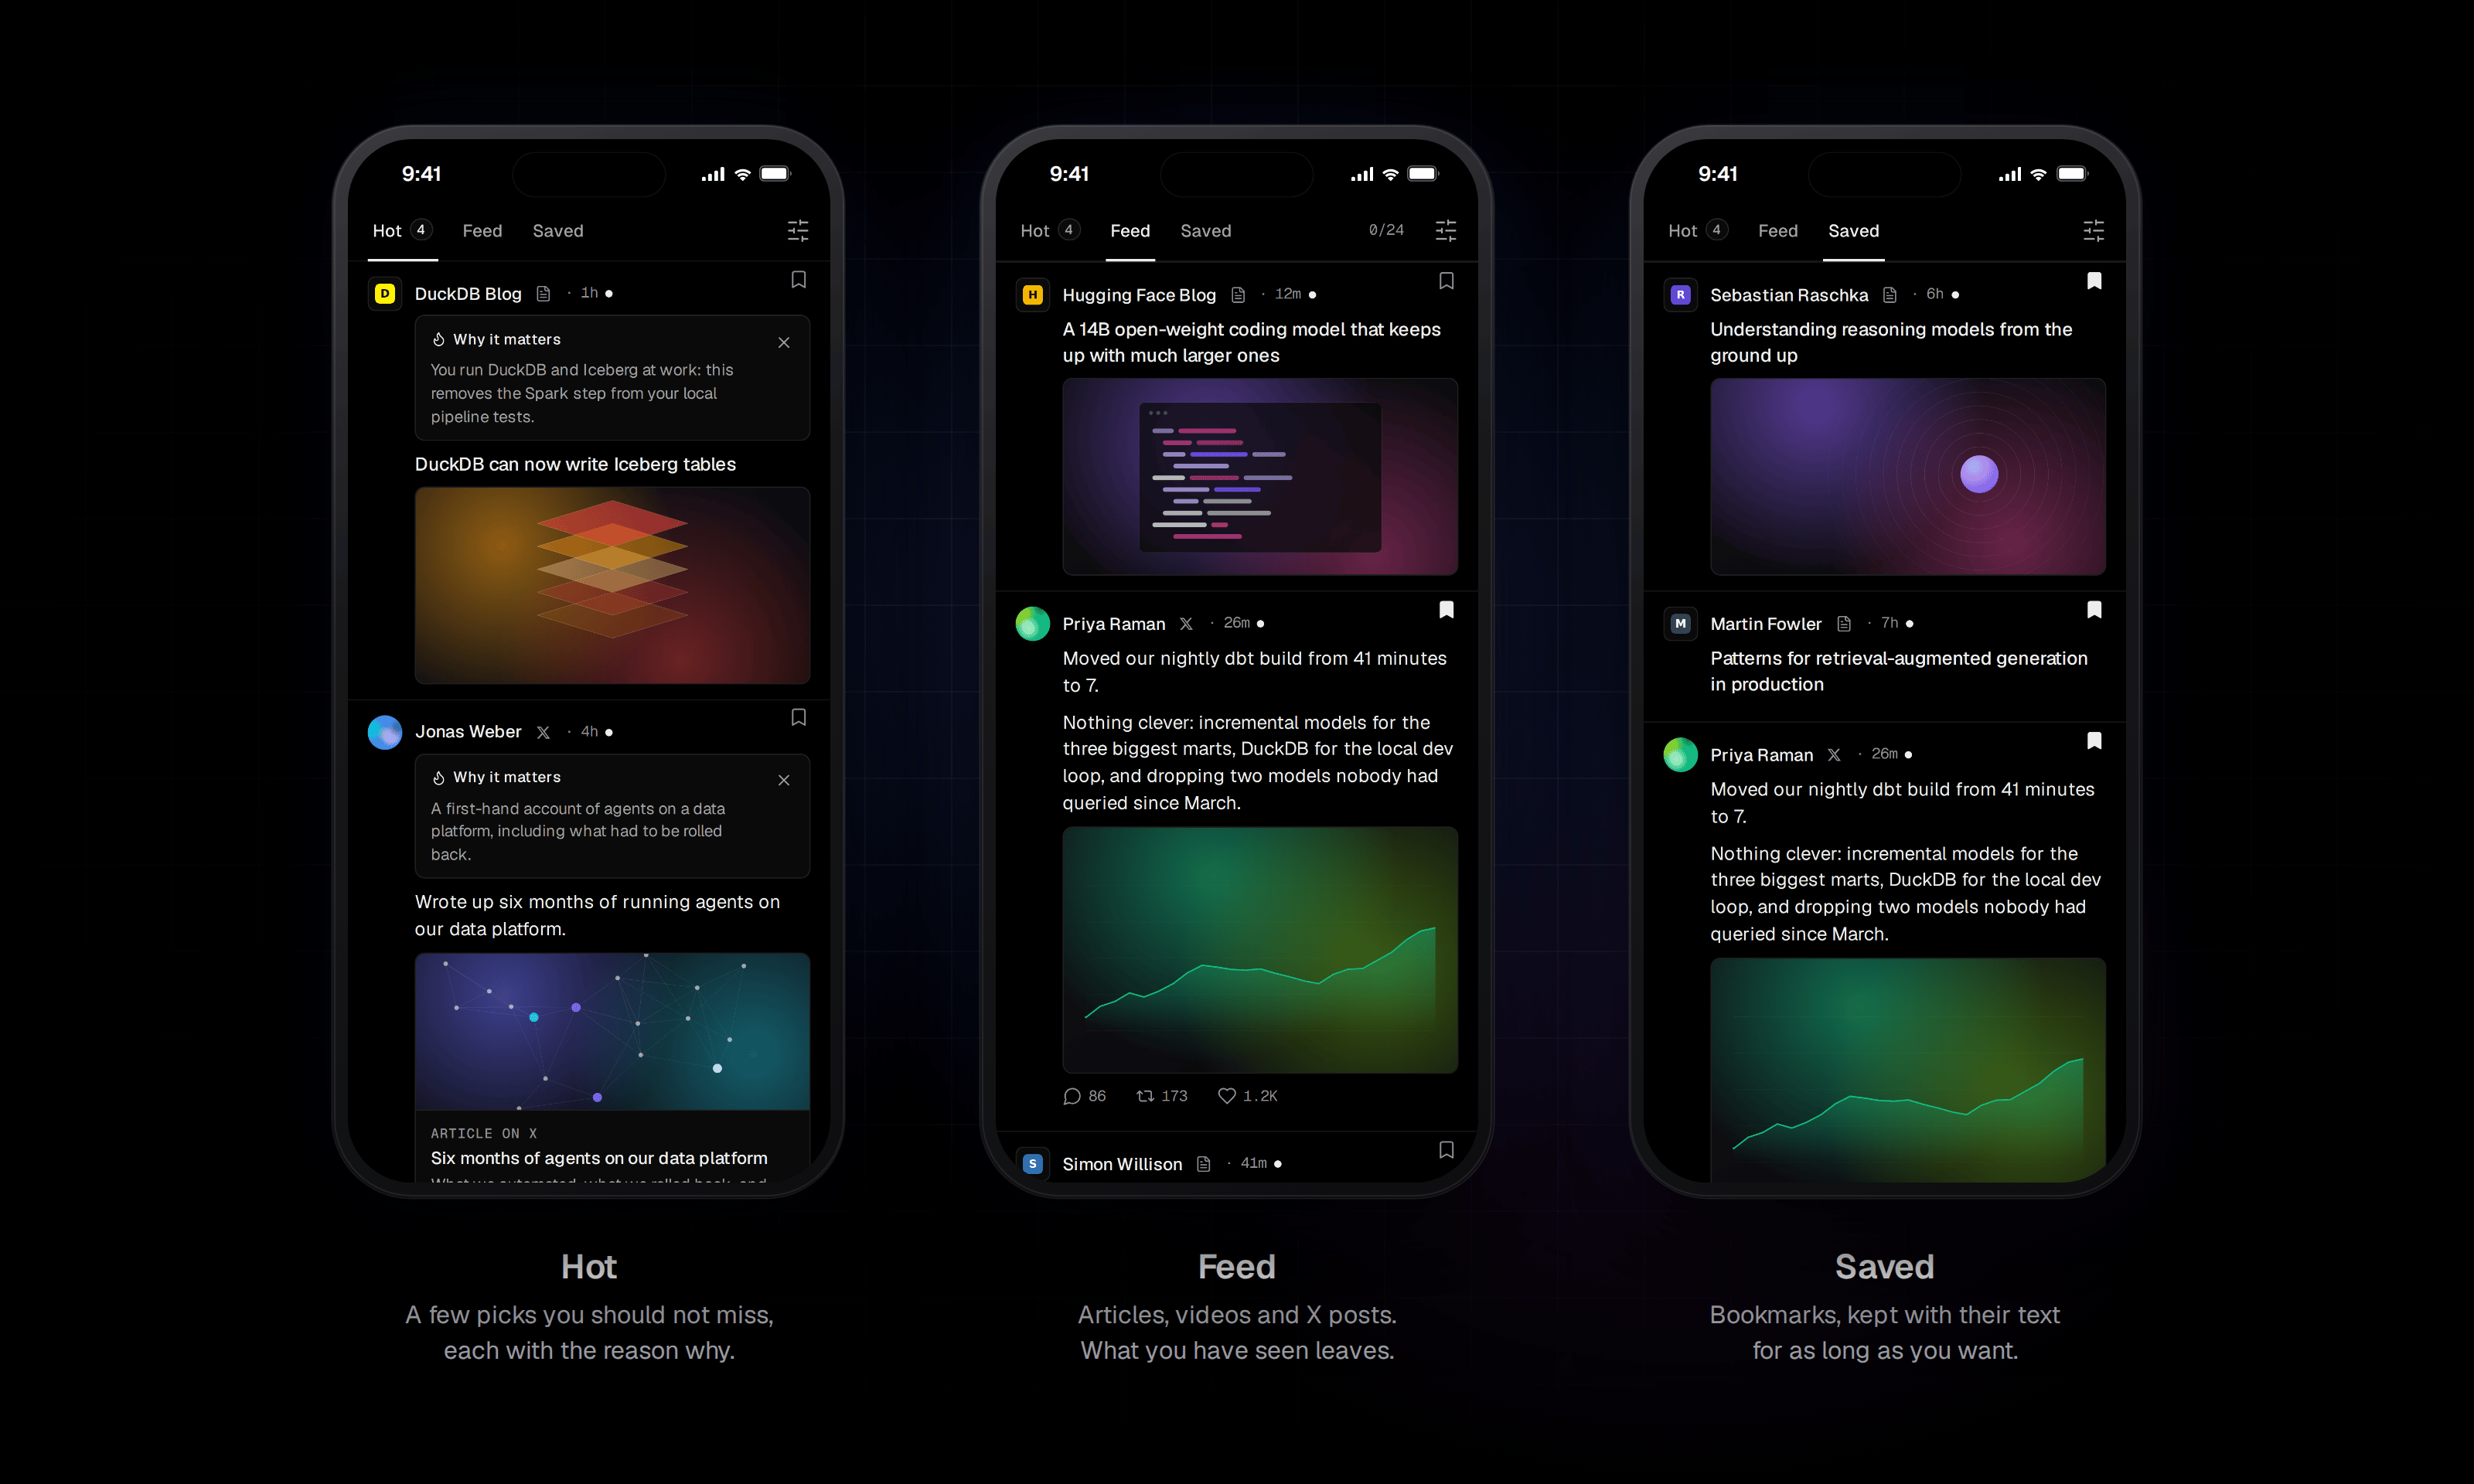 9:41
Hot 4 Feed Saved
D DuckDB Blog · 1h
Why it matters
You run DuckDB and Iceberg at work: this
removes the Spark step from your local
pipeline tests.
DuckDB can now write Iceberg tables
Jonas Weber X · 4h
Why it matters
A first-hand account of agents on a data
platform, including what had to be rolled
back.
Wrote up six months of running agents on
our data platform.
ARTICLE ON X
Six months of agents on our data platform
What we automated, what we rolled back, and
Hot
A few picks you should not miss,
each with the reason why.
9:41
Hot 4 Feed Saved 0/24
H Hugging Face Blog · 12m
A 14B open-weight coding model that keeps
up with much larger ones
Priya Raman X · 26m
Moved our nightly dbt build from 41 minutes
to 7.
Nothing clever: incremental models for the
three biggest marts, DuckDB for the local dev
loop, and dropping two models nobody had
queried since March.
86 173 1.2K
S Simon Willison · 41m
Feed
Articles, videos and X posts.
What you have seen leaves.
9:41
Hot 4 Feed Saved
R Sebastian Raschka · 6h
Understanding reasoning models from the
ground up
M Martin Fowler · 7h
Patterns for retrieval-augmented generation
in production
Priya Raman X · 26m
Moved our nightly dbt build from 41 minutes
to 7.
Nothing clever: incremental models for the
three biggest marts, DuckDB for the local dev
loop, and dropping two models nobody had
queried since March.
Saved
Bookmarks, kept with their text
for as long as you want.